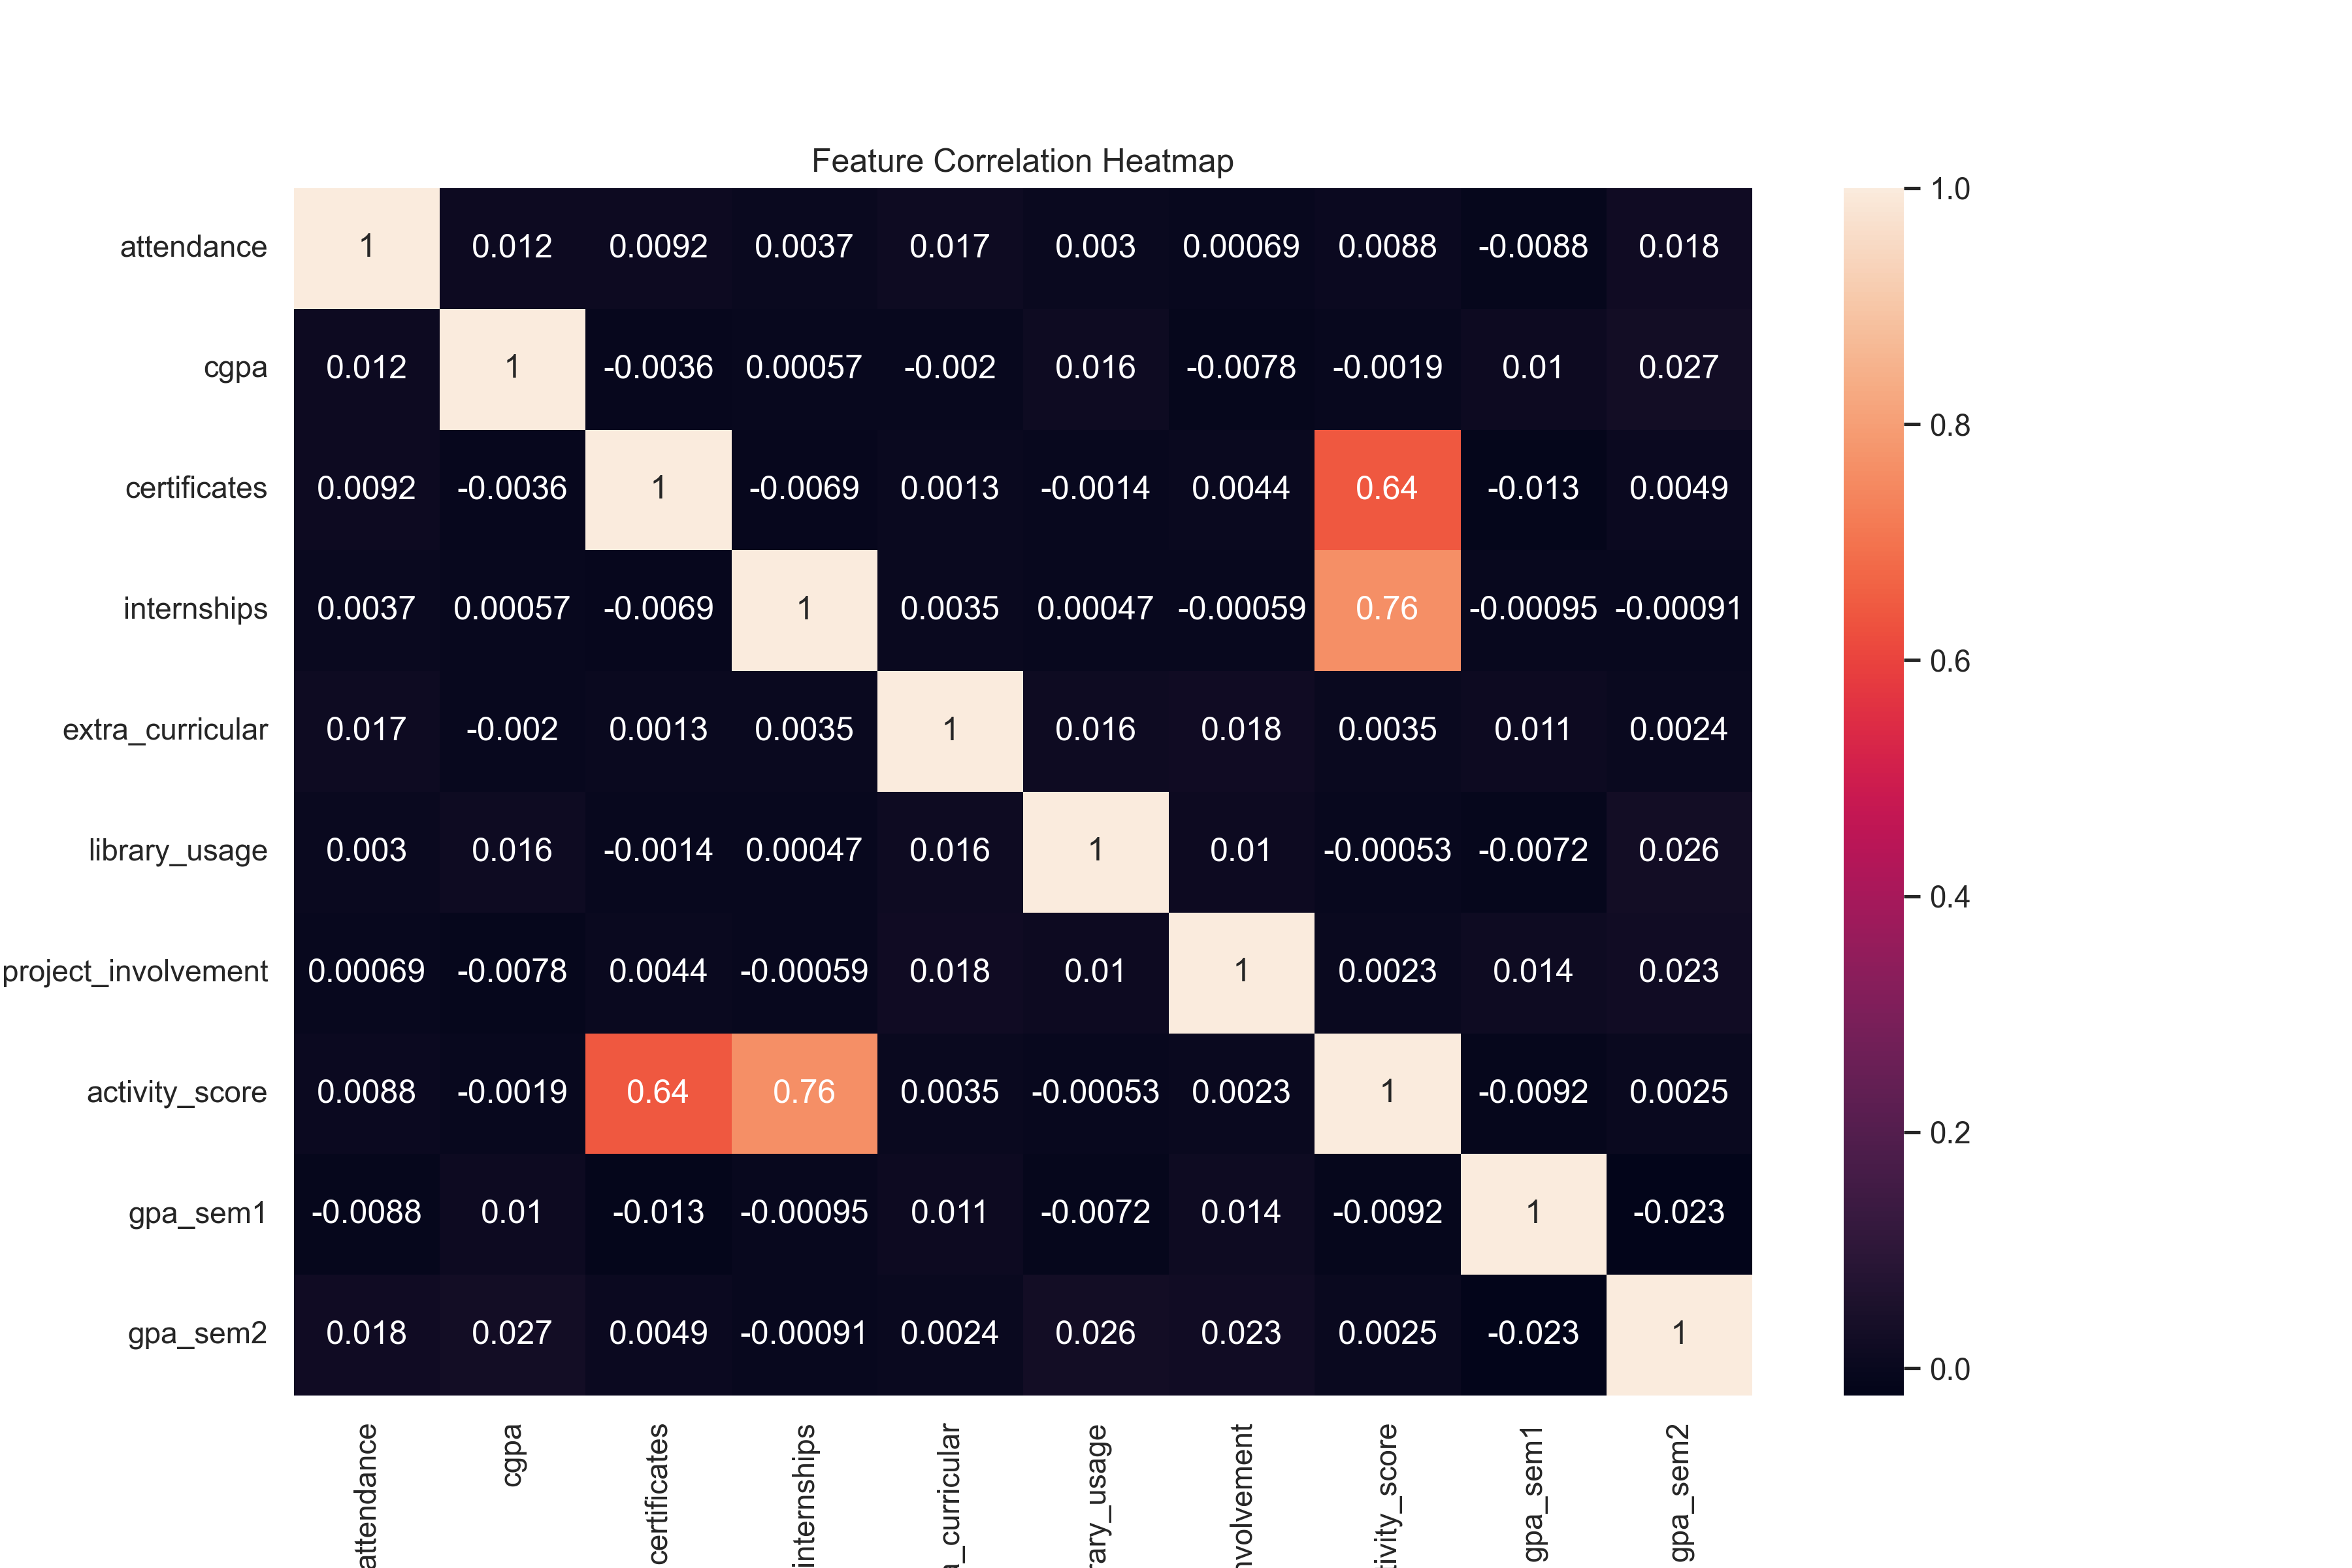 Feature Correlation Heatmap
attendance 1 0.012 0.0092 0.0037 0.017 0.003 0.00069 0.0088 -0.0088 0.018
cgpa 0.012 1 -0.0036 0.00057 -0.002 0.016 -0.0078 -0.0019 0.01 0.027
certificates 0.0092 -0.0036 1 -0.0069 0.0013 -0.0014 0.0044 0.64 -0.013 0.0049
internships 0.0037 0.00057 -0.0069 1 0.0035 0.00047 -0.00059 0.76 -0.00095 -0.00091
extra_curricular 0.017 -0.002 0.0013 0.0035 1 0.016 0.018 0.0035 0.011 0.0024
library_usage 0.003 0.016 -0.0014 0.00047 0.016 1 0.01 -0.00053 -0.0072 0.026
project_involvement 0.00069 -0.0078 0.0044 -0.00059 0.018 0.01 1 0.0023 0.014 0.023
activity_score 0.0088 -0.0019 0.64 0.76 0.0035 -0.00053 0.0023 1 -0.0092 0.0025
gpa_sem1 -0.0088 0.01 -0.013 -0.00095 0.011 -0.0072 0.014 -0.0092 1 -0.023
gpa_sem2 0.018 0.027 0.0049 -0.00091 0.0024 0.026 0.023 0.0025 -0.023 1
attendance
cgpa
certificates
internships
a_curricular
rary_usage
nvolvement
tivity_score
gpa_sem1
gpa_sem2
1.0
0.8
0.6
0.4
0.2
0.0